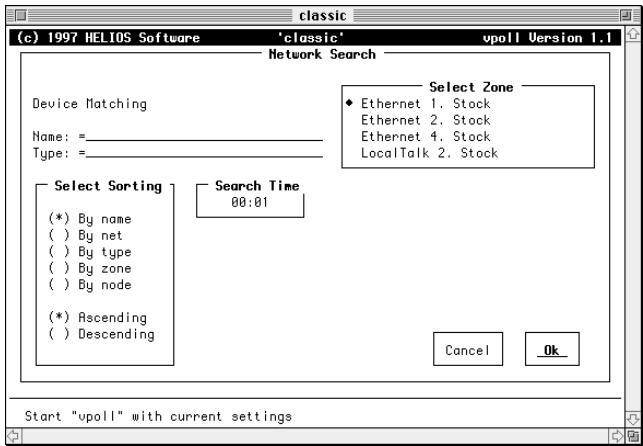 classic
(c) 1997 HELIOS Software 'classic' vpoll Version 1.1
Network Search
Select Zone
Device Matching
◆ Ethernet 1. Stock
Ethernet 2. Stock
Name: =
Ethernet 4. Stock
Type: =
LocalTalk 2. Stock
Select Sorting
Search Time
00:01
(*) By name
( ) By net
( ) By type
( ) By zone
( ) By node
(*) Ascending
( ) Descending
Cancel
Ok
Start "vpoll" with current settings